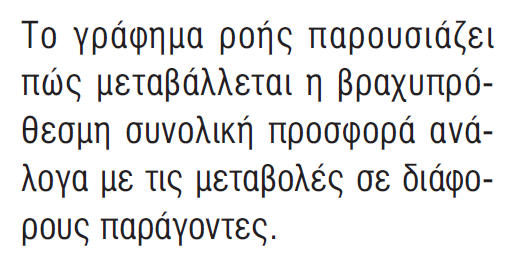 Το γράφημα ροής παρουσιάζει
πώς μεταβάλλεται η βραχυπρό-
θεσμη συνολική προσφορά ανά-
λογα με τις μεταβολές σε διάφο-
ρους παράγοντες.